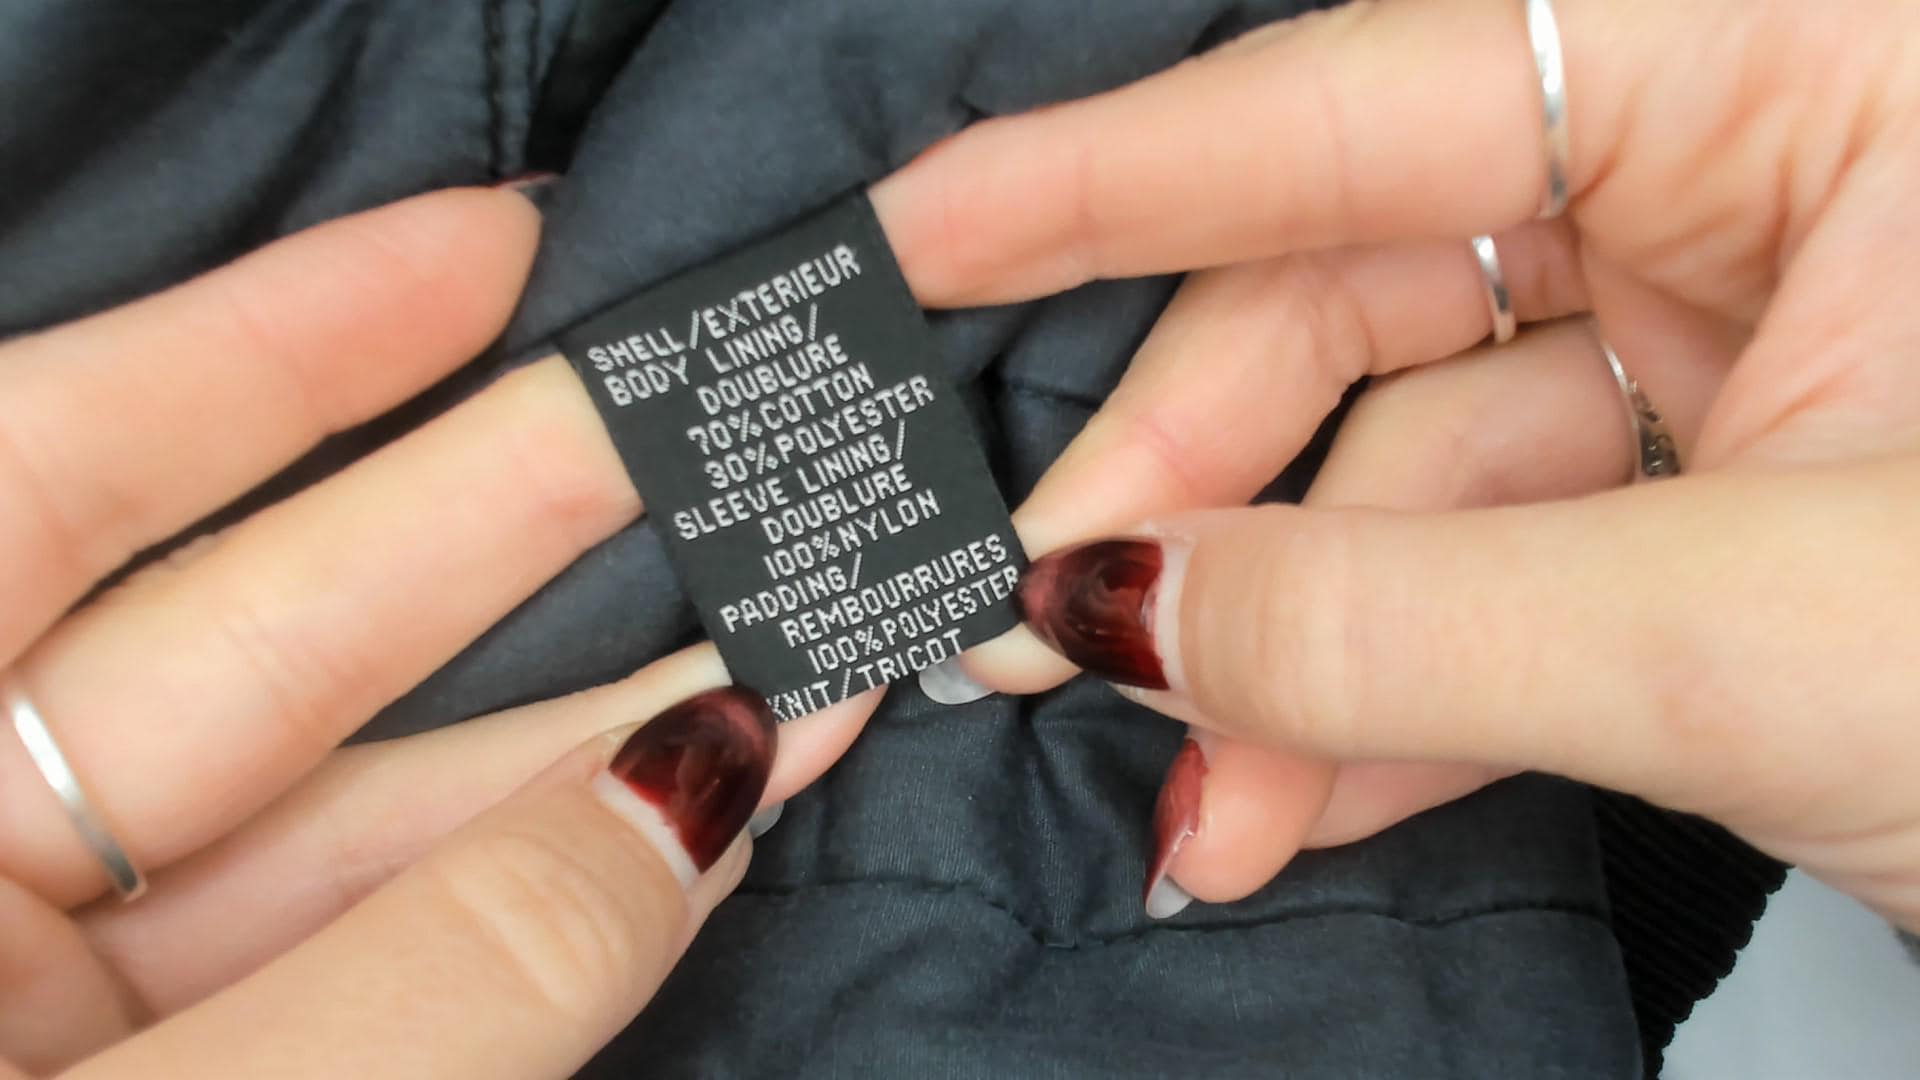 SHELL/EXTERIEUR
BODY LINING/
DOUBLURE
70%COTTON
30%POLYESTER
SLEEVE LINING/
DOUBLURE
100%NYLON
PADDING/
REMBOURRURES
100%POLYESTER
KNIT/TRICOT